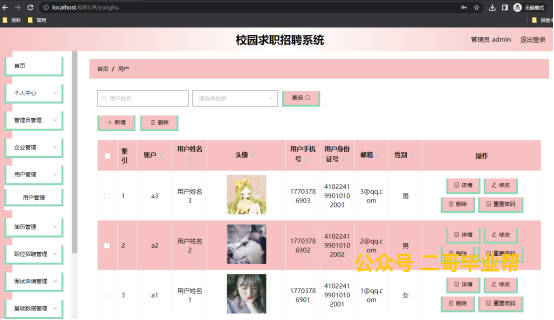 localhost:8081/#/yonghu
无痕模式
资料 常用
校园求职招聘系统
管理员 admin 退出登录
首页
个人中心
管理员管理
企业管理
用户管理
用户管理
简历管理
职位招聘管理
面试申请管理
基础数据管理
首页 / 用户
用户姓名 请选择性别 查询
新增 删除
索引 账户 用户姓名 头像 用户手机号 用户身份证号 邮箱 性别 操作
1 a3 用户姓名3 17703786903 410224199010102003 3@qq.com 男 详情 修改 删除 重置密码
2 a2 用户姓名2 17703786902 410224199010102002 2@qq.com 男 详情 修改 删除 重置密码
3 a1 用户姓名1 17703786901 410224199010102001 1@qq.com 女 详情 修改 删除 重置密码
公众号 二哥毕业帮